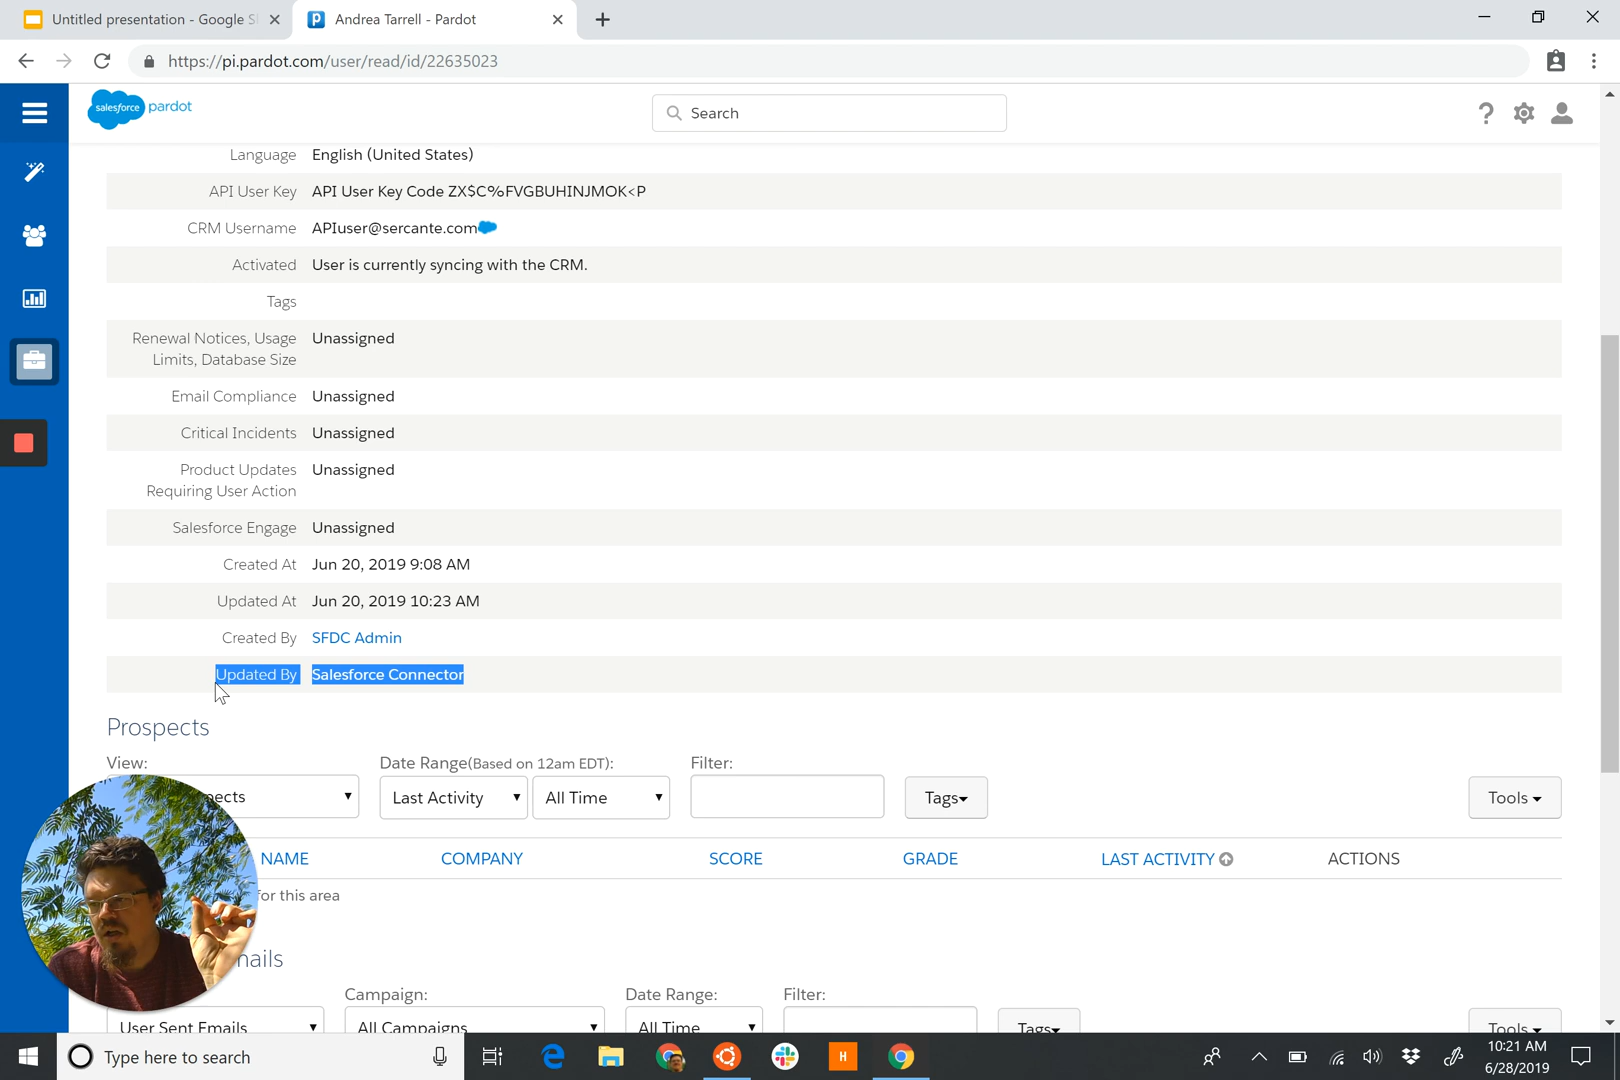 Untitled presentation - Google Sl
Andrea Tarrell - Pardot
https://pi.pardot.com/user/read/id/22635023
salesforce pardot
Search
Language English (United States)
API User Key API User Key Code ZX$C%FVGBUHINJMOK<P
CRM Username APIuser@sercante.com
Activated User is currently syncing with the CRM.
Tags
Renewal Notices, Usage Unassigned
Limits, Database Size
Email Compliance Unassigned
Critical Incidents Unassigned
Product Updates Unassigned
Requiring User Action
Salesforce Engage Unassigned
Created At Jun 20, 2019 9:08 AM
Updated At Jun 20, 2019 10:23 AM
Created By SFDC Admin
Updated By Salesforce Connector
Prospects
View: Date Range(Based on 12am EDT): Filter:
pects Last Activity All Time Tags Tools
NAME COMPANY SCORE GRADE LAST ACTIVITY ACTIONS
for this area
nails
Campaign: Date Range: Filter:
User Sent Emails All Campaigns All Time Tags Tools
Type here to search
H
10:21 AM
6/28/2019